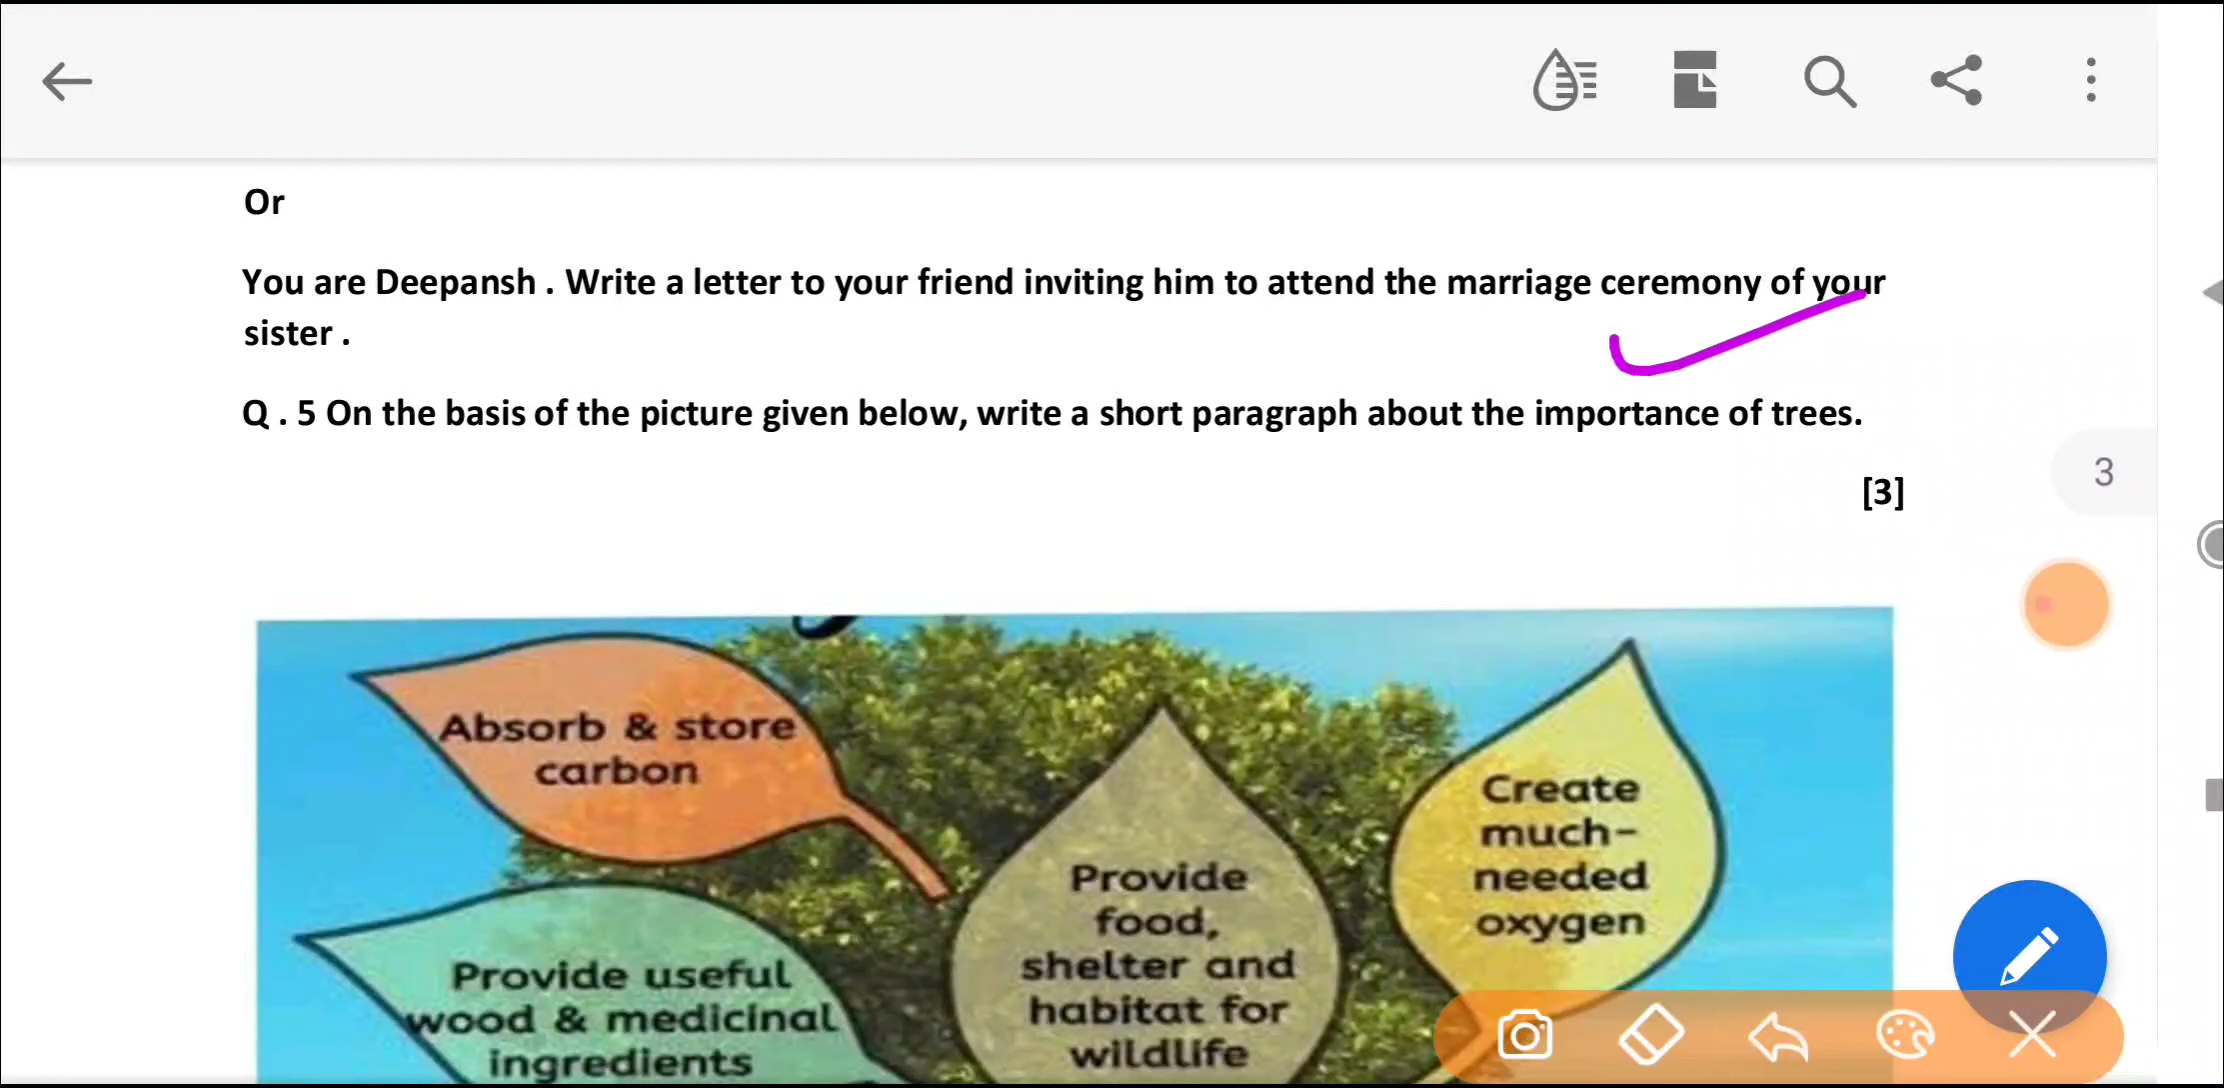 Or
You are Deepansh . Write a letter to your friend inviting him to attend the marriage ceremony of your
sister .
Q . 5 On the basis of the picture given below, write a short paragraph about the importance of trees.
[3]
3
Absorb & store
carbon
Create
much-
needed
oxygen
Provide
food,
shelter and
habitat for
wildlife
Provide useful
wood & medicinal
ingredients